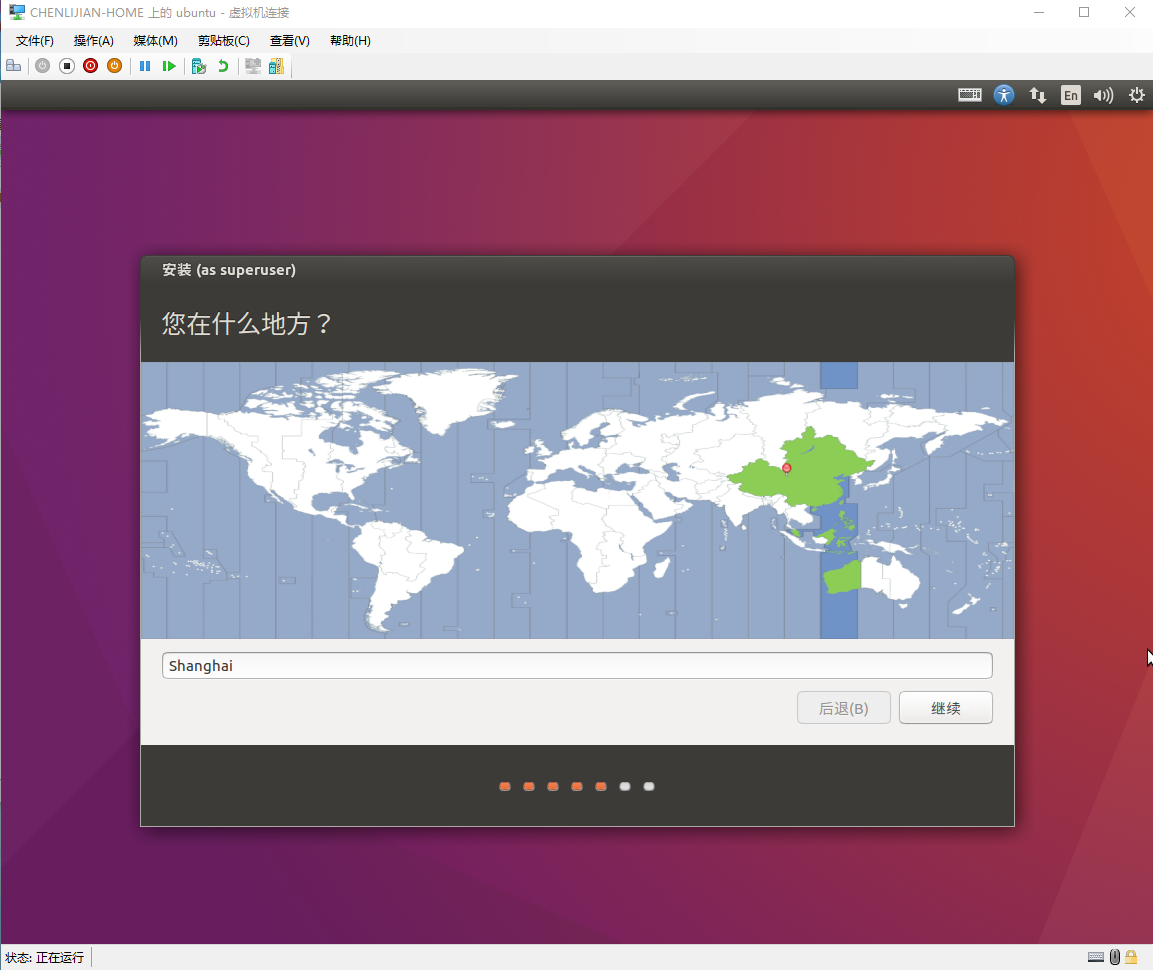 CHENLIJIAN-HOME 上的 ubuntu - 虚拟机连接
文件(F) 操作(A) 媒体(M) 剪贴板(C) 查看(V) 帮助(H)
En
安装 (as superuser)
您在什么地方？
Shanghai
后退(B) 继续
状态: 正在运行